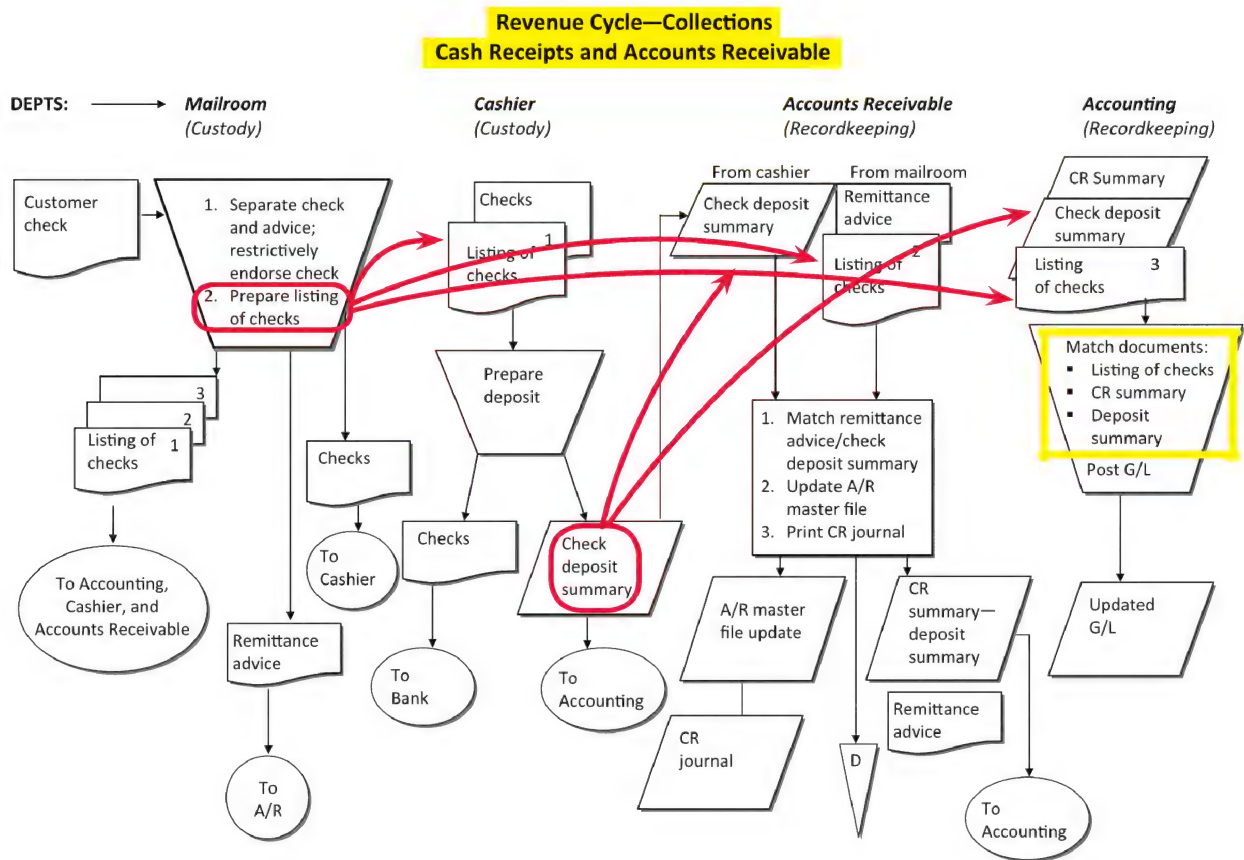 Revenue Cycle—Collections
Cash Receipts and Accounts Receivable
DEPTS:
Mailroom
(Custody)
Cashier
(Custody)
Accounts Receivable
(Recordkeeping)
Accounting
(Recordkeeping)
Customer
check
1. Separate check
and advice;
restrictively
endorse check
2. Prepare listing
of checks
3
2
Listing of 1
checks
To Accounting,
Cashier, and
Accounts Receivable
Remittance
advice
To
A/R
Checks
To
Cashier
Checks
1
Listing of
checks
Prepare
deposit
Checks
To
Bank
Check
deposit
summary
To
Accounting
From cashier
Check deposit
summary
From mailroom
Remittance
advice
2
Listing of
checks
1. Match remittance
advice/check
deposit summary
2. Update A/R
master file
3. Print CR journal
A/R master
file update
CR
journal
D
CR
summary—
deposit
summary
Remittance
advice
To
Accounting
CR Summary
Check deposit
summary
Listing 3
of checks
Match documents:
▪ Listing of checks
▪ CR summary
▪ Deposit
summary
Post G/L
Updated
G/L